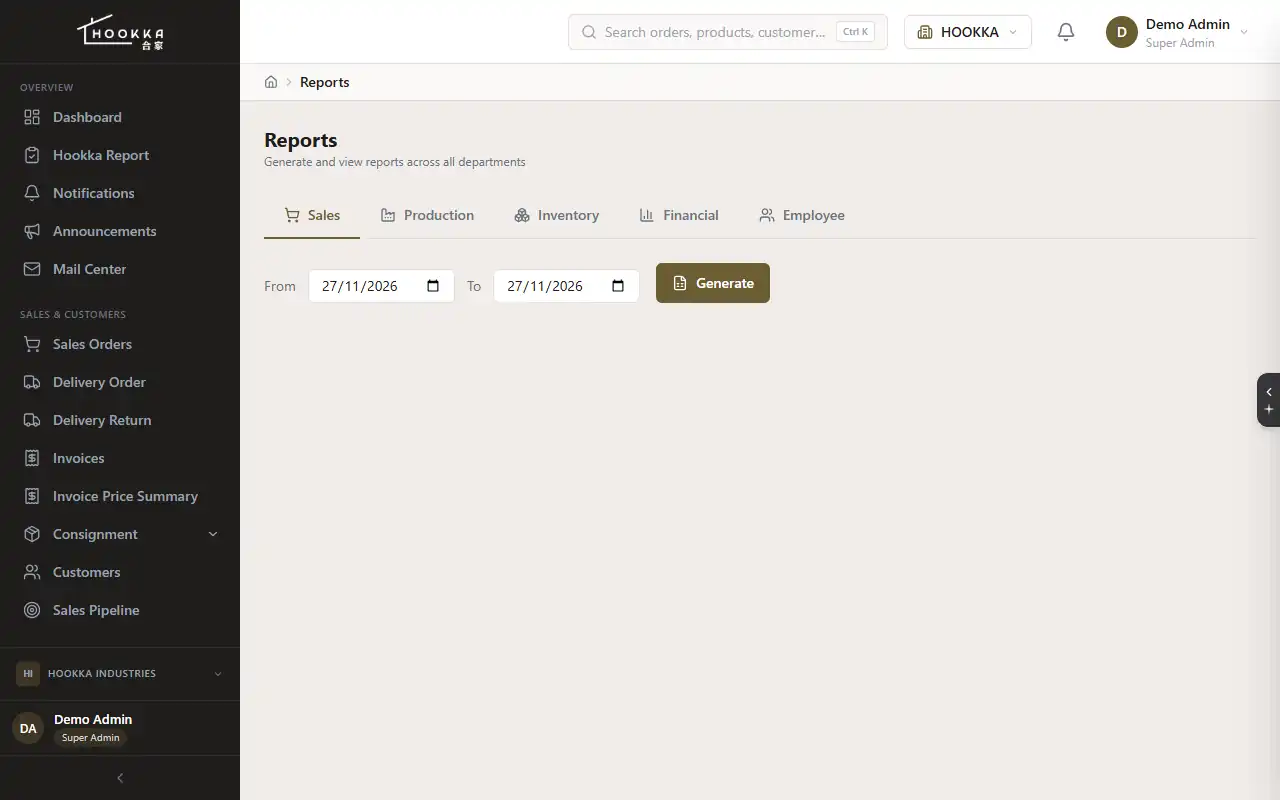 HOOKKA
合家
Search orders, products, customer... Ctrl K
HOOKKA
D
Demo Admin
Super Admin
OVERVIEW
Dashboard
Hookka Report
Notifications
Announcements
Mail Center
SALES & CUSTOMERS
Sales Orders
Delivery Order
Delivery Return
Invoices
Invoice Price Summary
Consignment
Customers
Sales Pipeline
HI HOOKKA INDUSTRIES
DA
Demo Admin
Super Admin
Reports
Reports
Generate and view reports across all departments
Sales Production Inventory Financial Employee
From 27/11/2026 To 27/11/2026 Generate